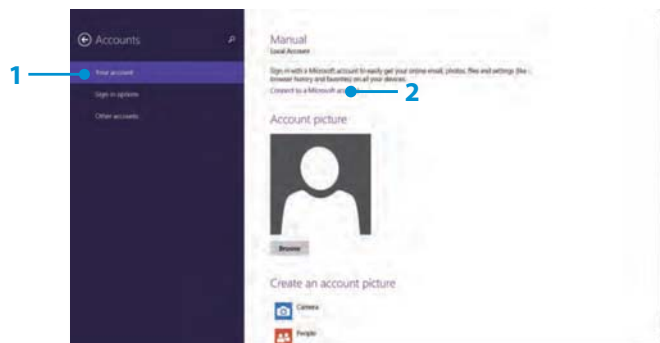 Accounts
1
Your account
Sign-in options
Other accounts
Manual
Local Account
Sign in with a Microsoft account to easily get your online email, photos, files and settings (like
browser history and favorites) on all your devices.
Connect to a Microsoft
2
Account picture
Browse
Create an account picture
Camera
People